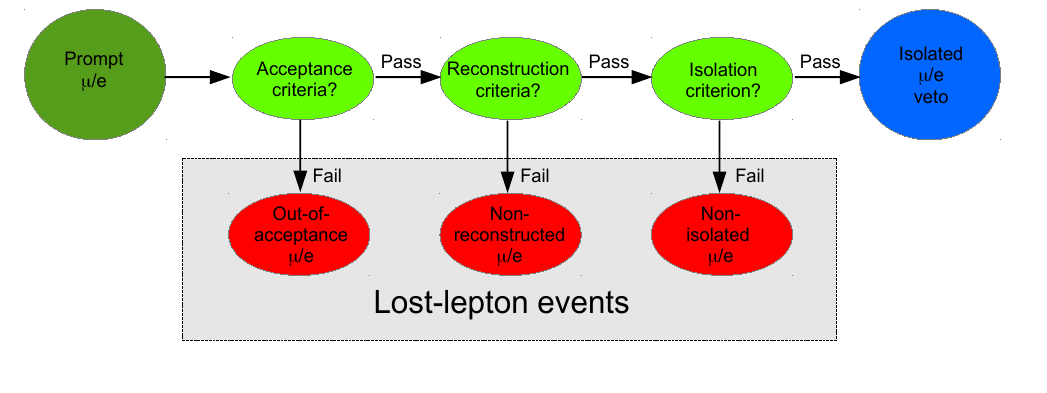 Prompt
μ/e
Acceptance
criteria?
Pass
Reconstruction
criteria?
Pass
Isolation
criterion?
Pass
Isolated
μ/e
veto
Fail
Fail
Fail
Out-of-
acceptance
μ/e
Non-
reconstructed
μ/e
Non-
isolated
μ/e
Lost-lepton events